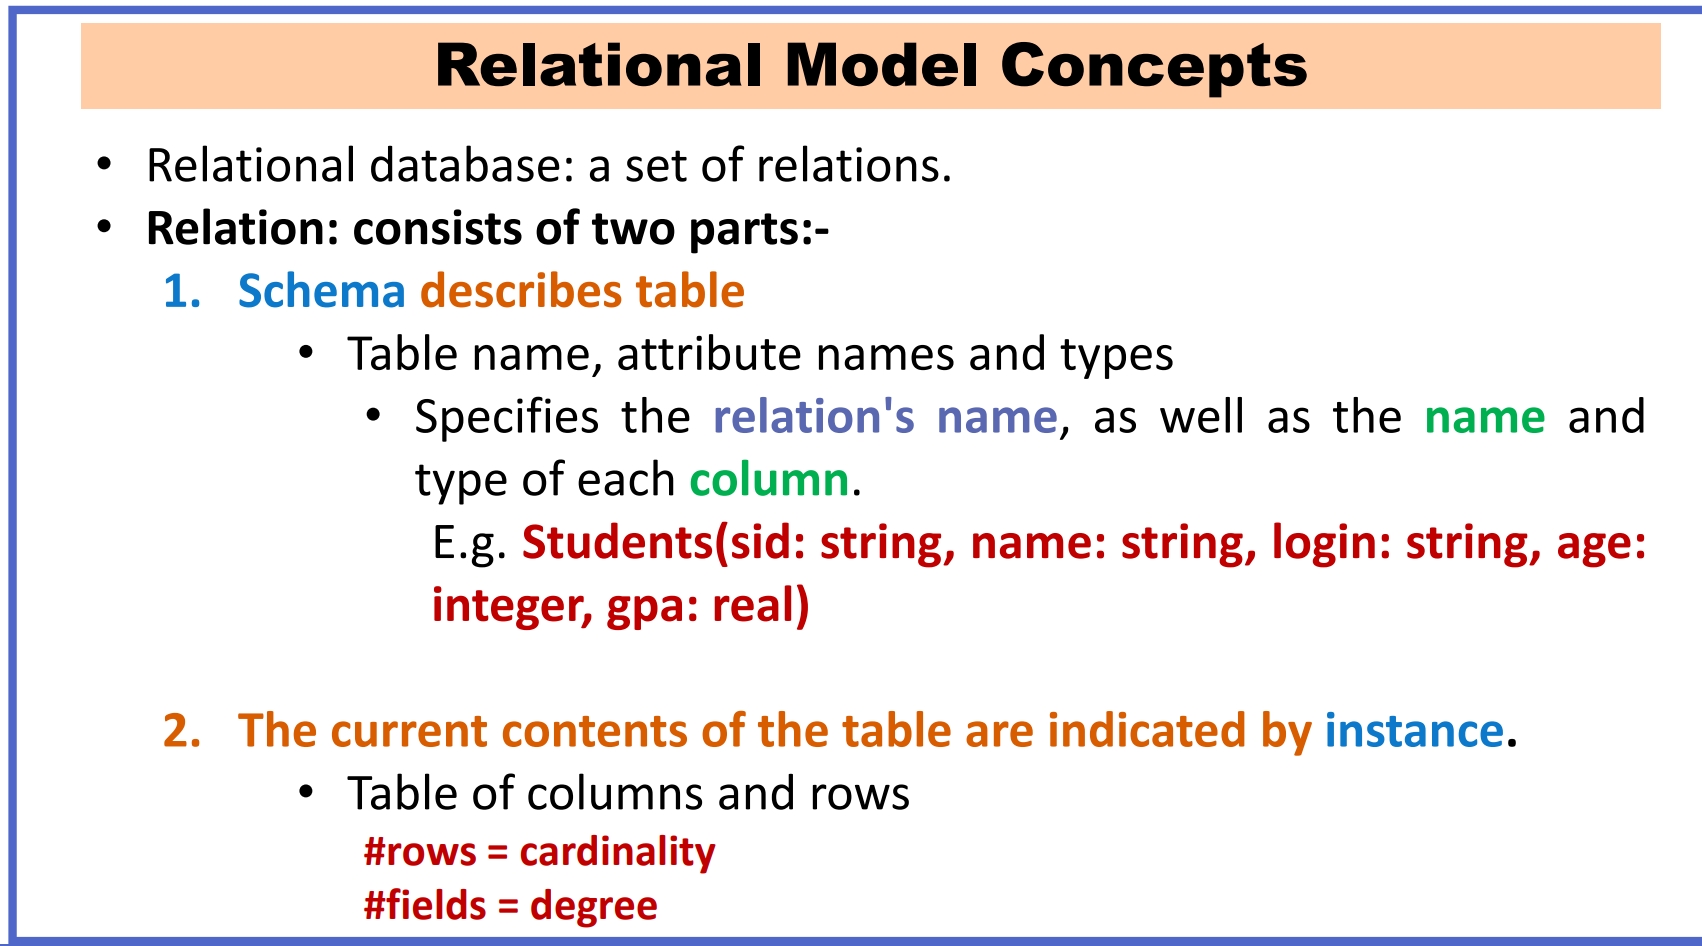 Relational Model Concepts
• Relational database: a set of relations.
• Relation: consists of two parts:-
1. Schema describes table
• Table name, attribute names and types
• Specifies the relation's name, as well as the name and
type of each column.
E.g. Students(sid: string, name: string, login: string, age:
integer, gpa: real)
2. The current contents of the table are indicated by instance.
• Table of columns and rows
#rows = cardinality
#fields = degree